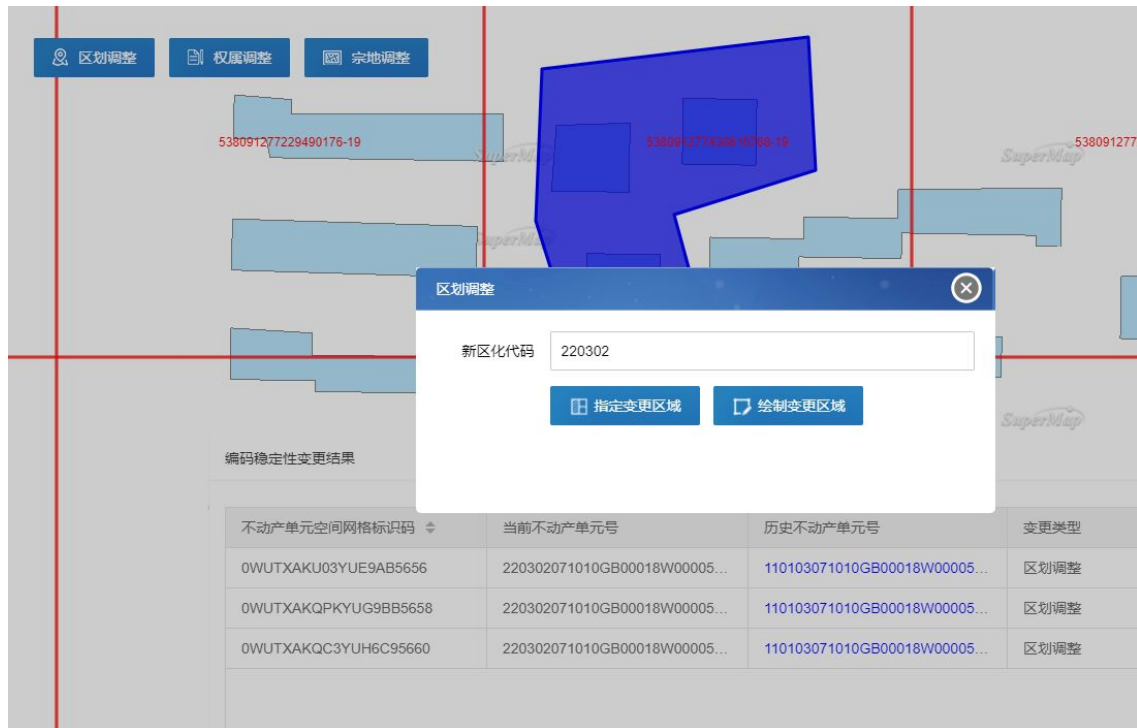 区划调整 权属调整 宗地调整
538091277229490176-19
538091277
SuperMap SuperMap
SuperMap
区划调整
新区化代码 220302
指定变更区域 绘制变更区域
SuperMap
编码稳定性变更结果
不动产单元空间网格标识码 当前不动产单元号 历史不动产单元号 变更类型
0WUTXAKU03YUE9AB5656 220302071010GB00018W00005... 110103071010GB00018W00005... 区划调整
0WUTXAKQPKYUG9BB5658 220302071010GB00018W00005... 110103071010GB00018W00005... 区划调整
0WUTXAKQC3YUH6C95660 220302071010GB00018W00005... 110103071010GB00018W00005... 区划调整